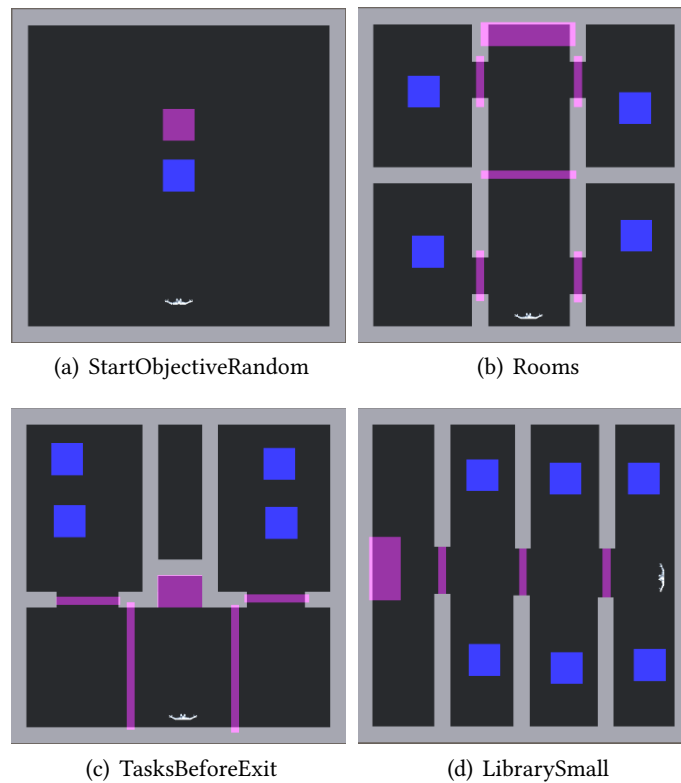 (a) StartObjectiveRandom
(b) Rooms
(c) TasksBeforeExit
(d) LibrarySmall